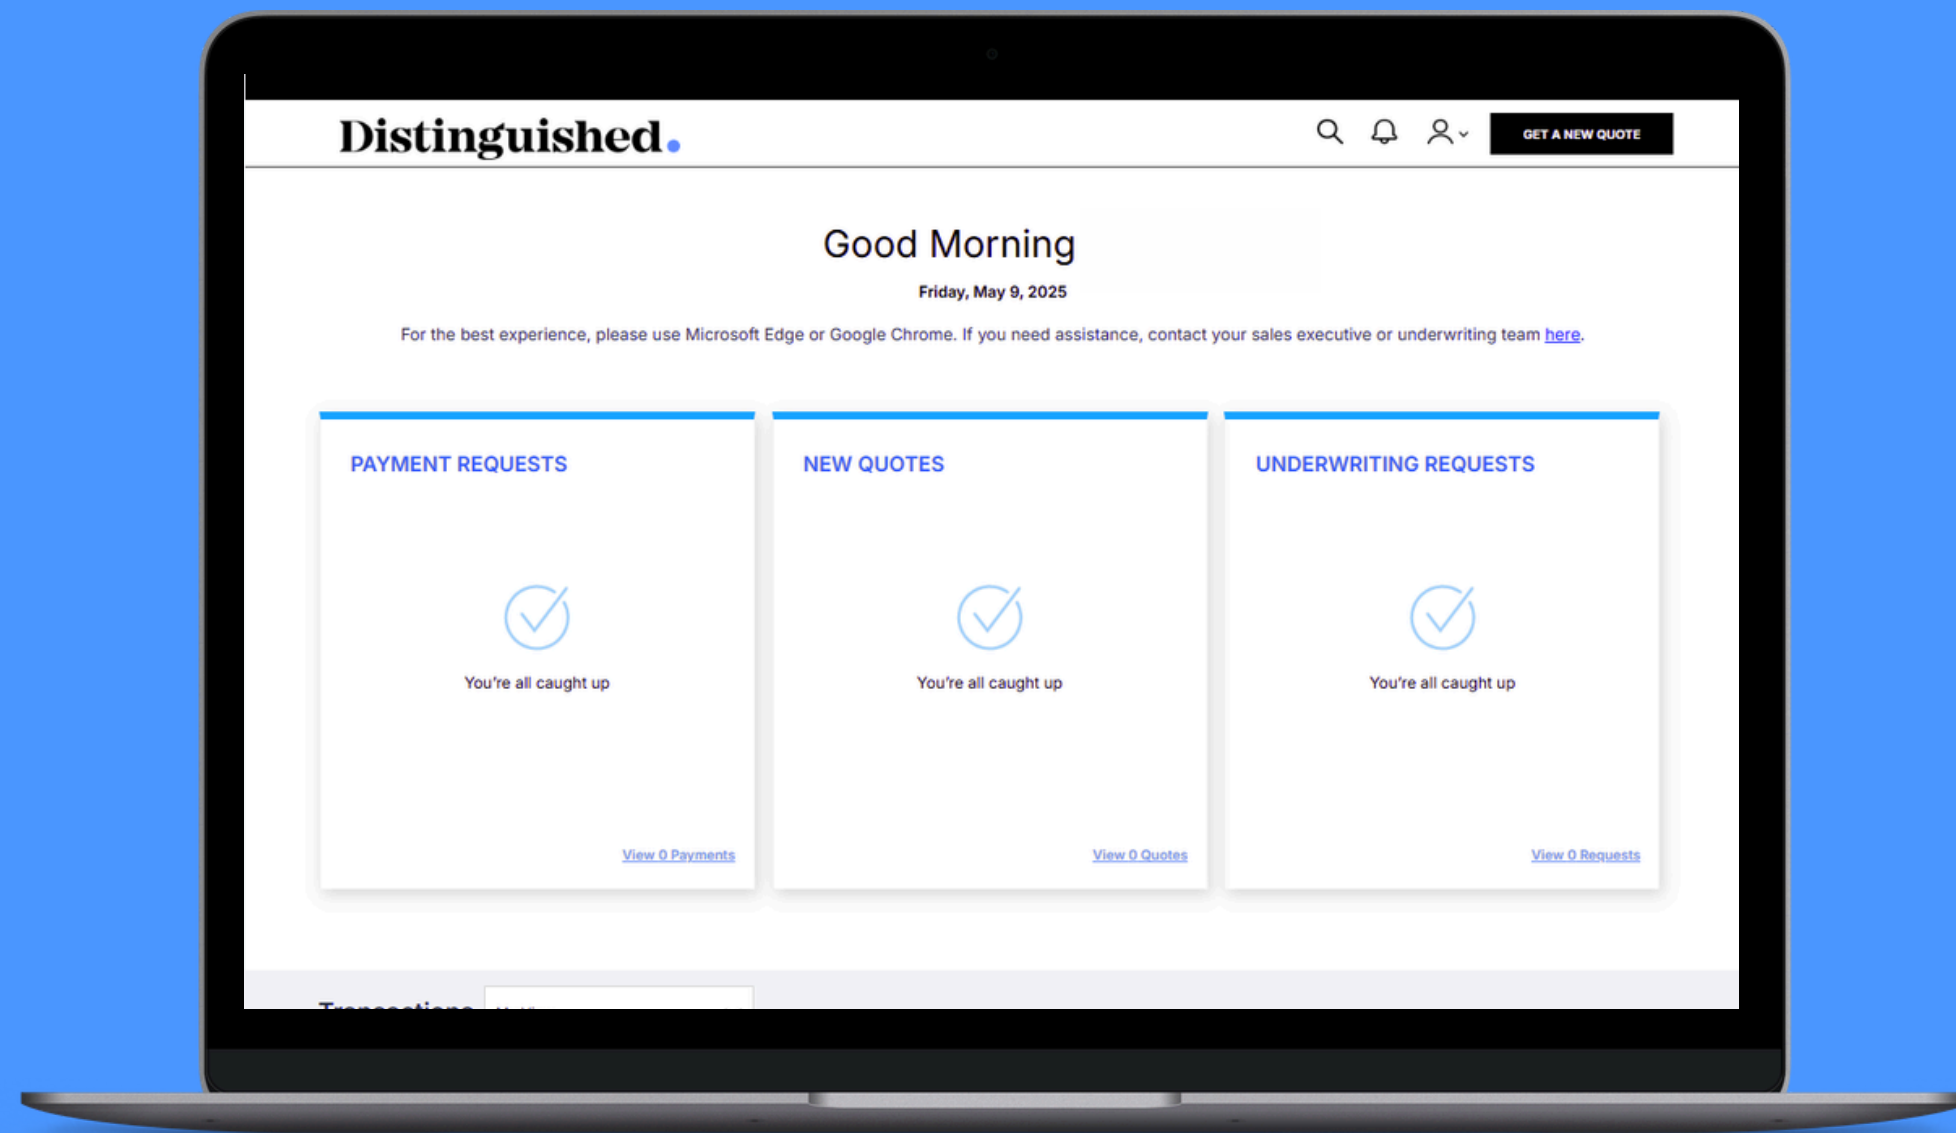 Distinguished.
GET A NEW QUOTE
Good Morning
Friday, May 9, 2025
For the best experience, please use Microsoft Edge or Google Chrome. If you need assistance, contact your sales executive or underwriting team here.
PAYMENT REQUESTS
You're all caught up
View 0 Payments
NEW QUOTES
You're all caught up
View 0 Quotes
UNDERWRITING REQUESTS
You're all caught up
View 0 Requests
Transactions